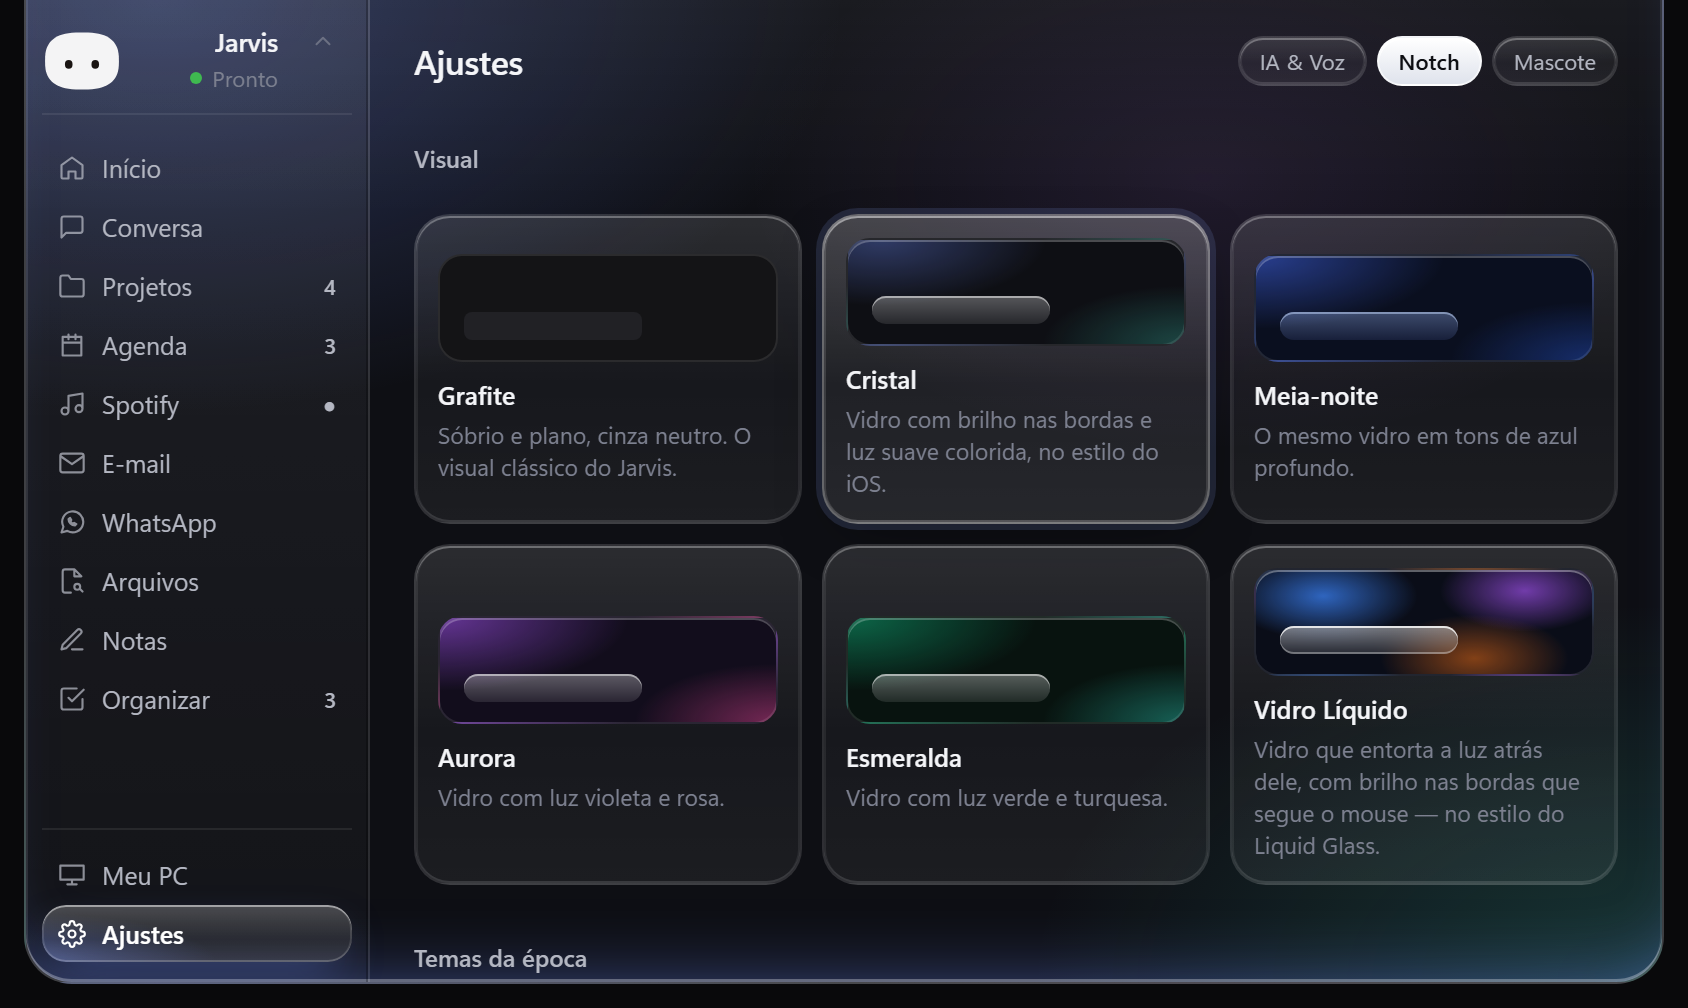 Jarvis
Pronto
Início
Conversa
Projetos 4
Agenda 3
Spotify
E-mail
WhatsApp
Arquivos
Notas
Organizar 3
Meu PC
Ajustes
Ajustes
IA & Voz
Notch
Mascote
Visual
Grafite
Sóbrio e plano, cinza neutro. O
visual clássico do Jarvis.
Cristal
Vidro com brilho nas bordas e
luz suave colorida, no estilo do
iOS.
Meia-noite
O mesmo vidro em tons de azul
profundo.
Aurora
Vidro com luz violeta e rosa.
Esmeralda
Vidro com luz verde e turquesa.
Vidro Líquido
Vidro que entorta a luz atrás
dele, com brilho nas bordas que
segue o mouse — no estilo do
Liquid Glass.
Temas da época